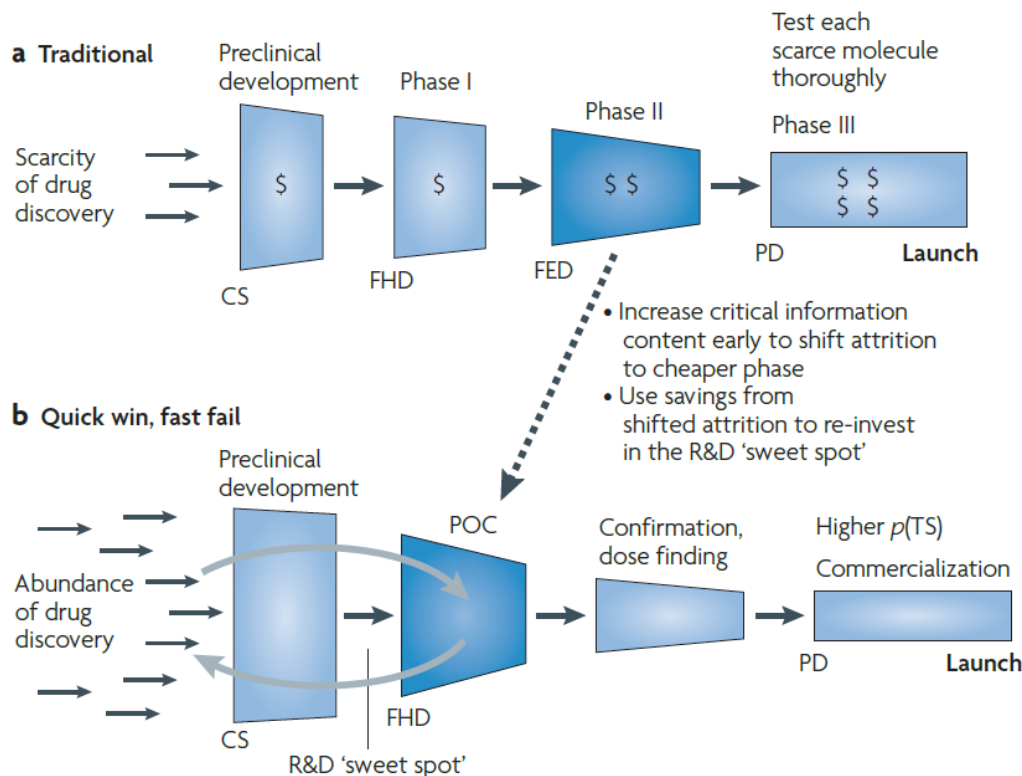 a Traditional
Preclinical
development
Phase I
Phase II
Test each
scarce molecule
thoroughly
Phase III
Scarcity
of drug
discovery
$
$
$ $
$ $
$ $
CS
FHD
FED
PD
Launch
• Increase critical information
content early to shift attrition
to cheaper phase
• Use savings from
shifted attrition to re-invest
in the R&D ‘sweet spot’
b Quick win, fast fail
Preclinical
development
POC
Confirmation,
dose finding
Higher p(TS)
Commercialization
Abundance
of drug
discovery
CS
FHD
PD
Launch
R&D ‘sweet spot’